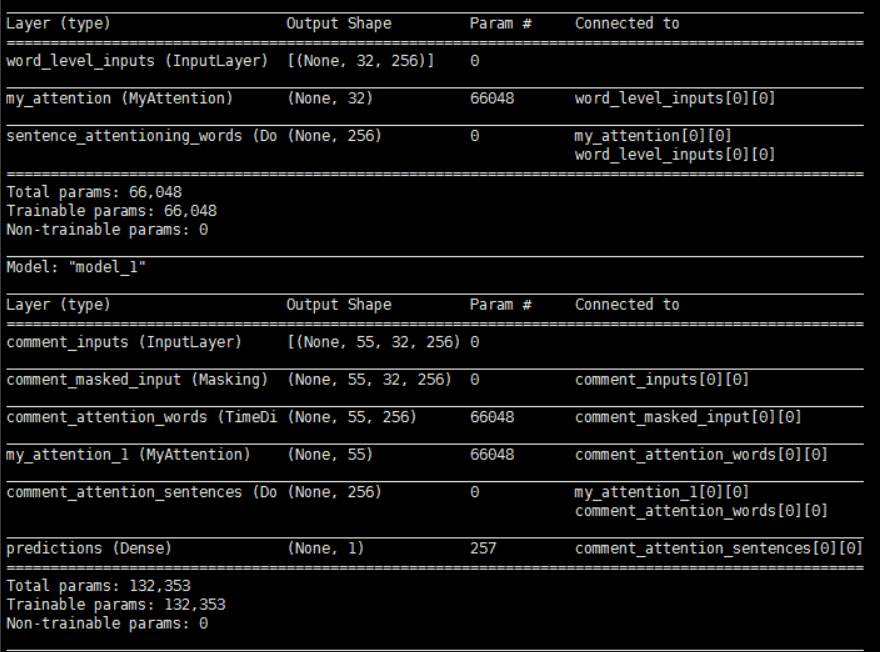 Layer (type) Output Shape Param # Connected to
==================================================================================================
word_level_inputs (InputLayer) [(None, 32, 256)] 0
my_attention (MyAttention) (None, 32) 66048 word_level_inputs[0][0]
sentence_attentioning_words (Do (None, 256) 0 my_attention[0][0]
word_level_inputs[0][0]
==================================================================================================
Total params: 66,048
Trainable params: 66,048
Non-trainable params: 0
Model: "model_1"
Layer (type) Output Shape Param # Connected to
==================================================================================================
comment_inputs (InputLayer) [(None, 55, 32, 256) 0
comment_masked_input (Masking) (None, 55, 32, 256) 0 comment_inputs[0][0]
comment_attention_words (TimeDi (None, 55, 256) 66048 comment_masked_input[0][0]
my_attention_1 (MyAttention) (None, 55) 66048 comment_attention_words[0][0]
comment_attention_sentences (Do (None, 256) 0 my_attention_1[0][0]
comment_attention_words[0][0]
predictions (Dense) (None, 1) 257 comment_attention_sentences[0][0]
==================================================================================================
Total params: 132,353
Trainable params: 132,353
Non-trainable params: 0